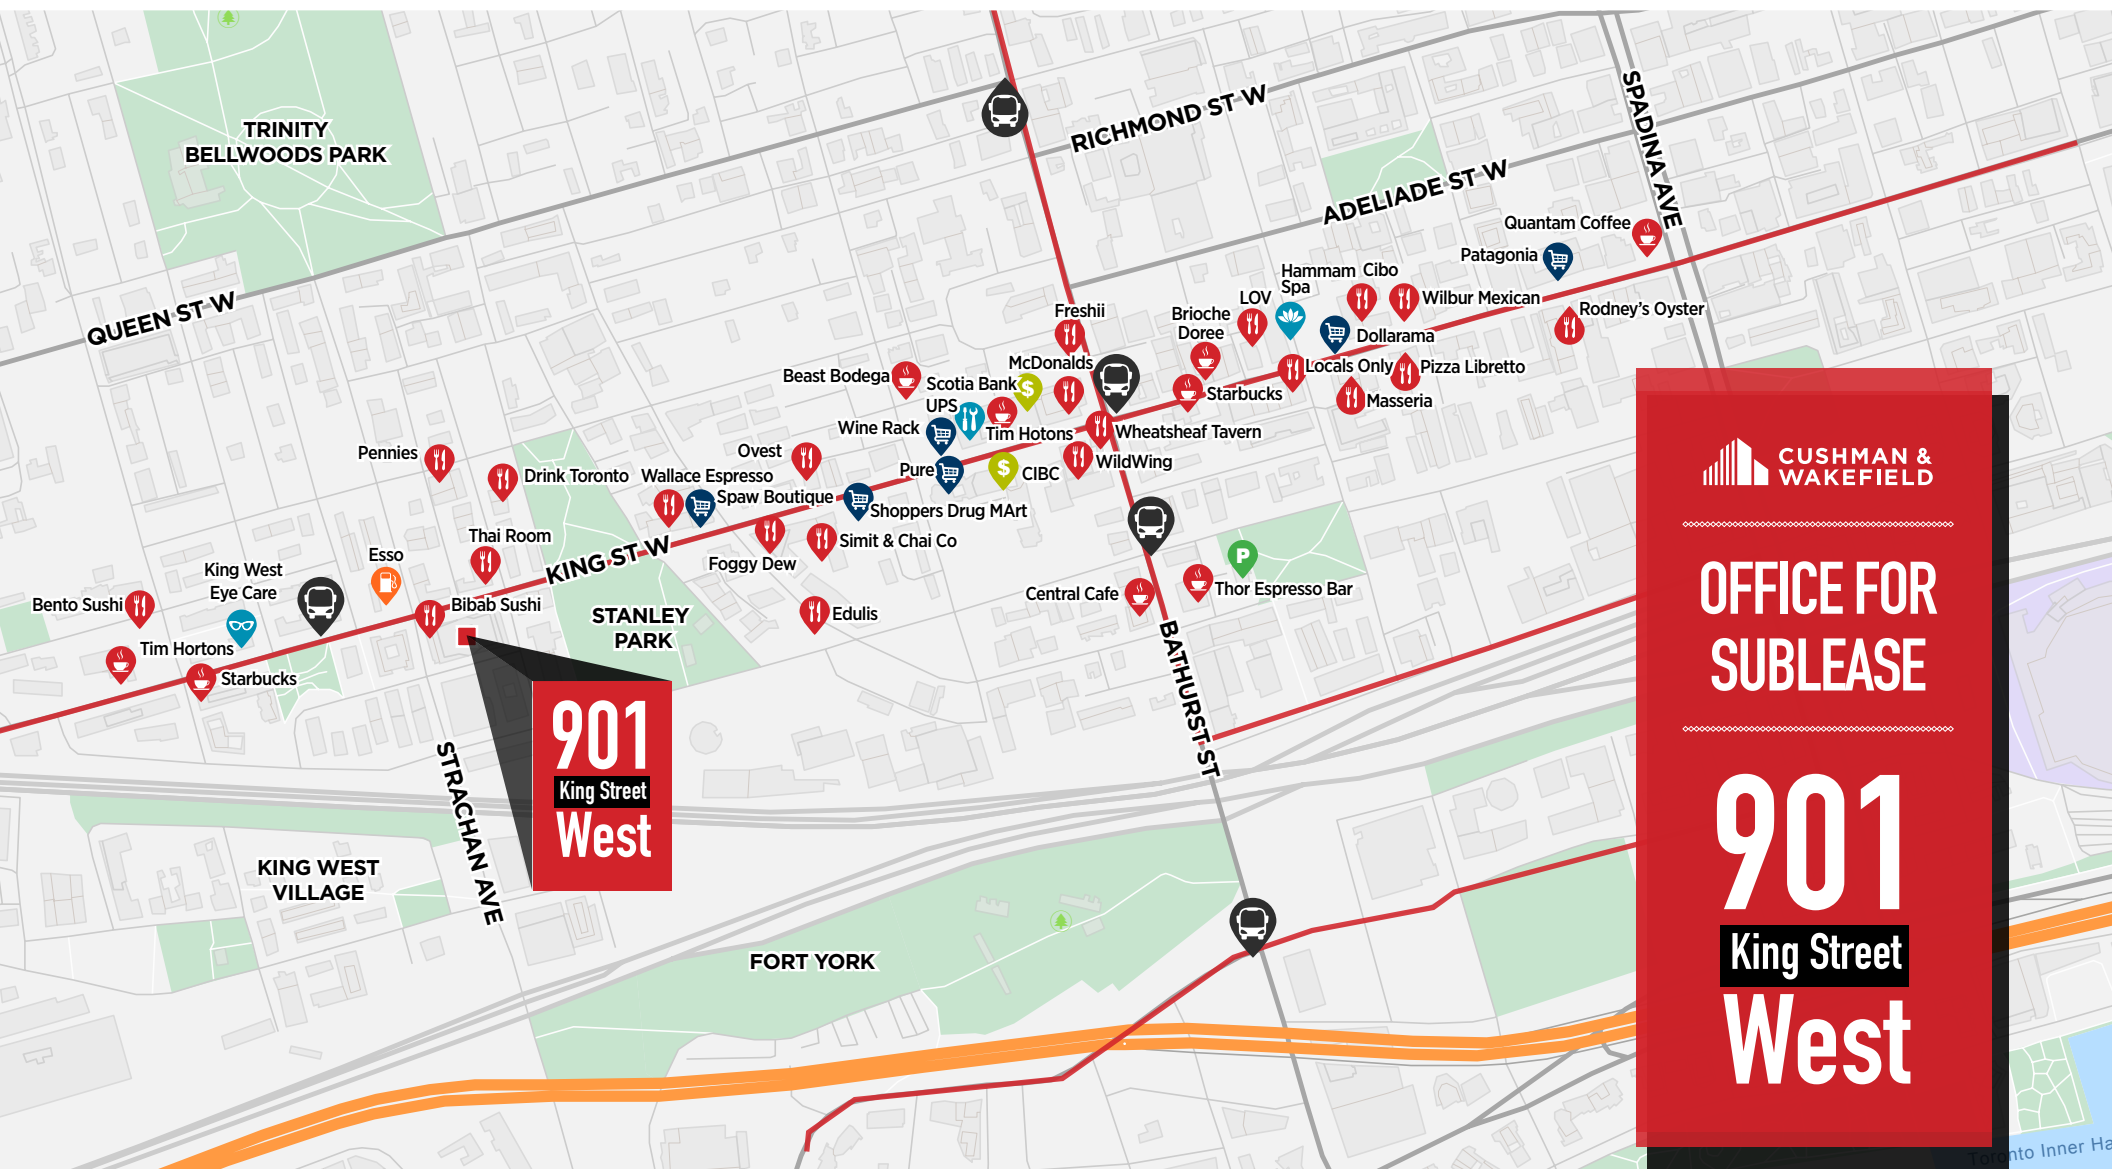 TRINITY
BELLWOODS PARK
RICHMOND ST W
SPADINA AVE
ADELIADE ST W
QUEEN ST W
Quantam Coffee
Patagonia
Hammam
Spa
Cibo
LOV
Wilbur Mexican
Rodney's Oyster
Freshii
Brioche
Doree
Dollarama
McDonalds
Locals Only
Pizza Libretto
Beast Bodega
Scotia Bank
$
Starbucks
Masseria
UPS
Wine Rack
Tim Hotons
Wheatsheaf Tavern
Pennies
Ovest
Pure
$
CIBC
WildWing
Drink Toronto
Wallace Espresso
Spaw Boutique
Shoppers Drug MArt
Thai Room
KING ST W
Foggy Dew
Simit & Chai Co
Esso
P
King West
Eye Care
Central Cafe
Thor Espresso Bar
Bento Sushi
Bibab Sushi
STANLEY
PARK
Edulis
Tim Hortons
Starbucks
BATHURST ST
901
King Street
West
STRACHAN AVE
KING WEST
VILLAGE
FORT YORK
CUSHMAN &
WAKEFIELD
OFFICE FOR
SUBLEASE
901
King Street
West
Toronto Inner Ha